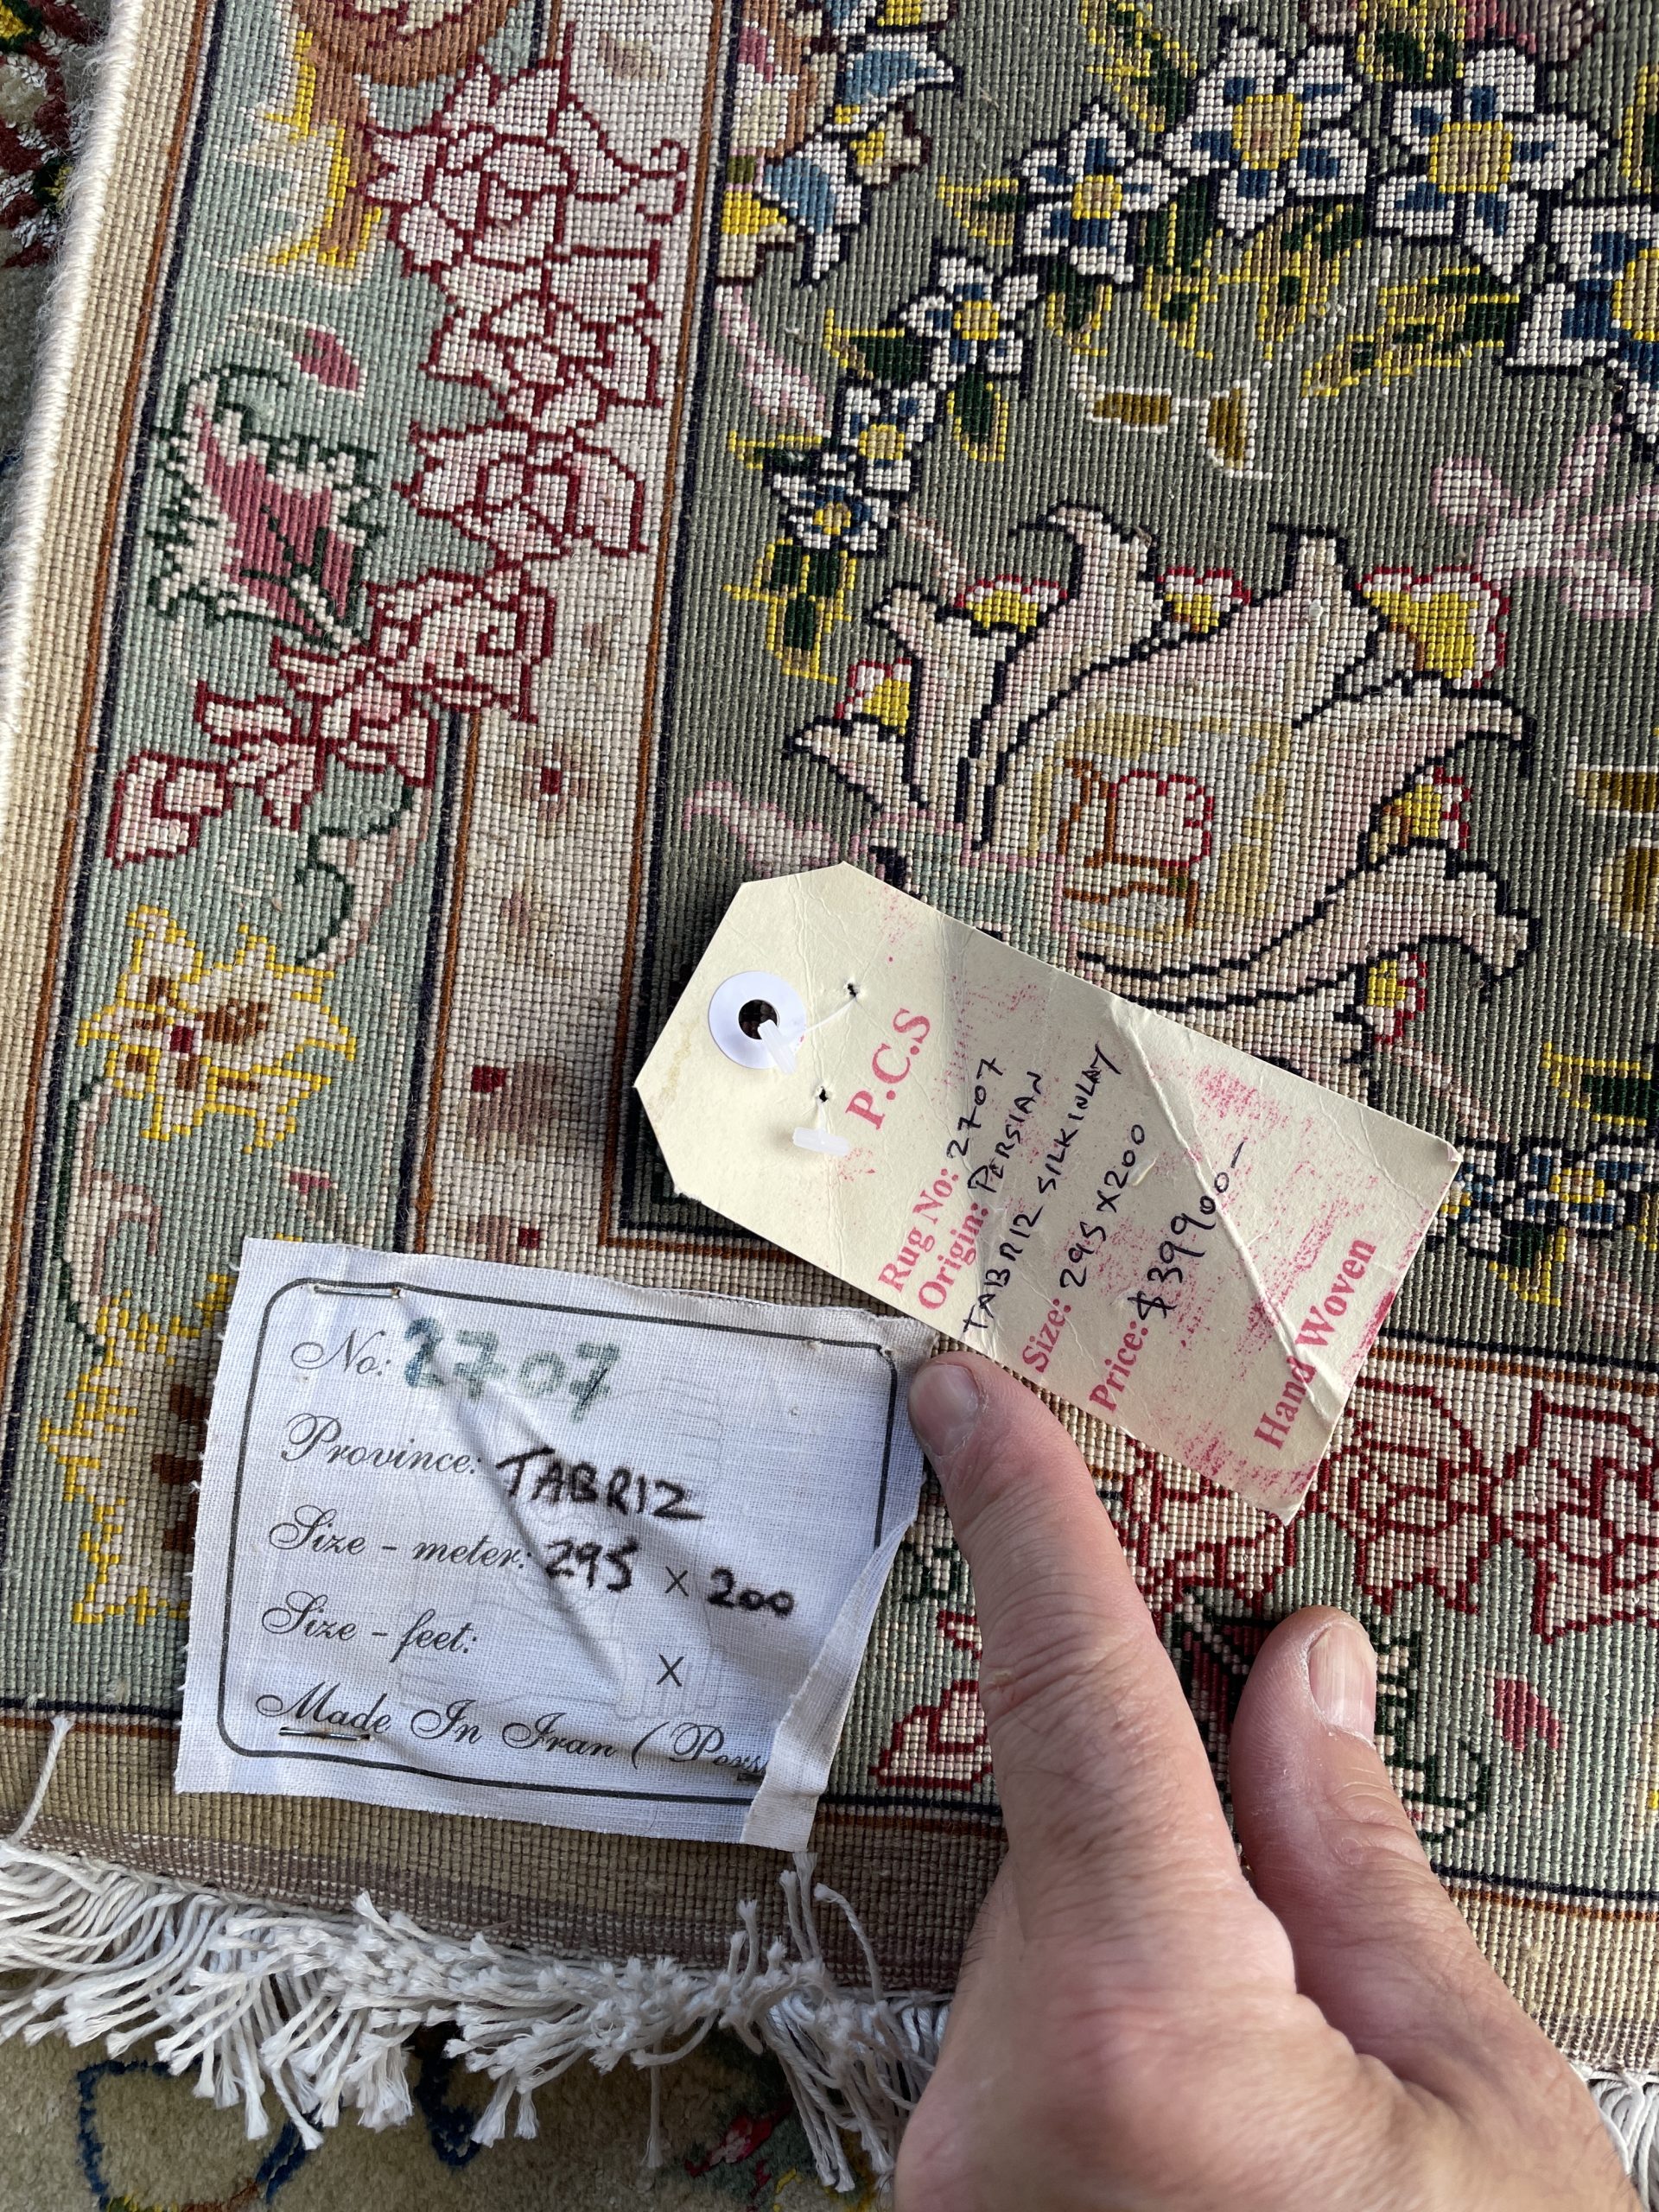 P.C.S
Rug No: 2707
Origin: PERSIAN
TABRIZ SILK INLAY
Size: 295 X 200
Price: $39900-
Hand Woven
No: 2707
Province: TABRIZ
Size - meter: 295 x 200
Size - feet: x
Made In Iran (